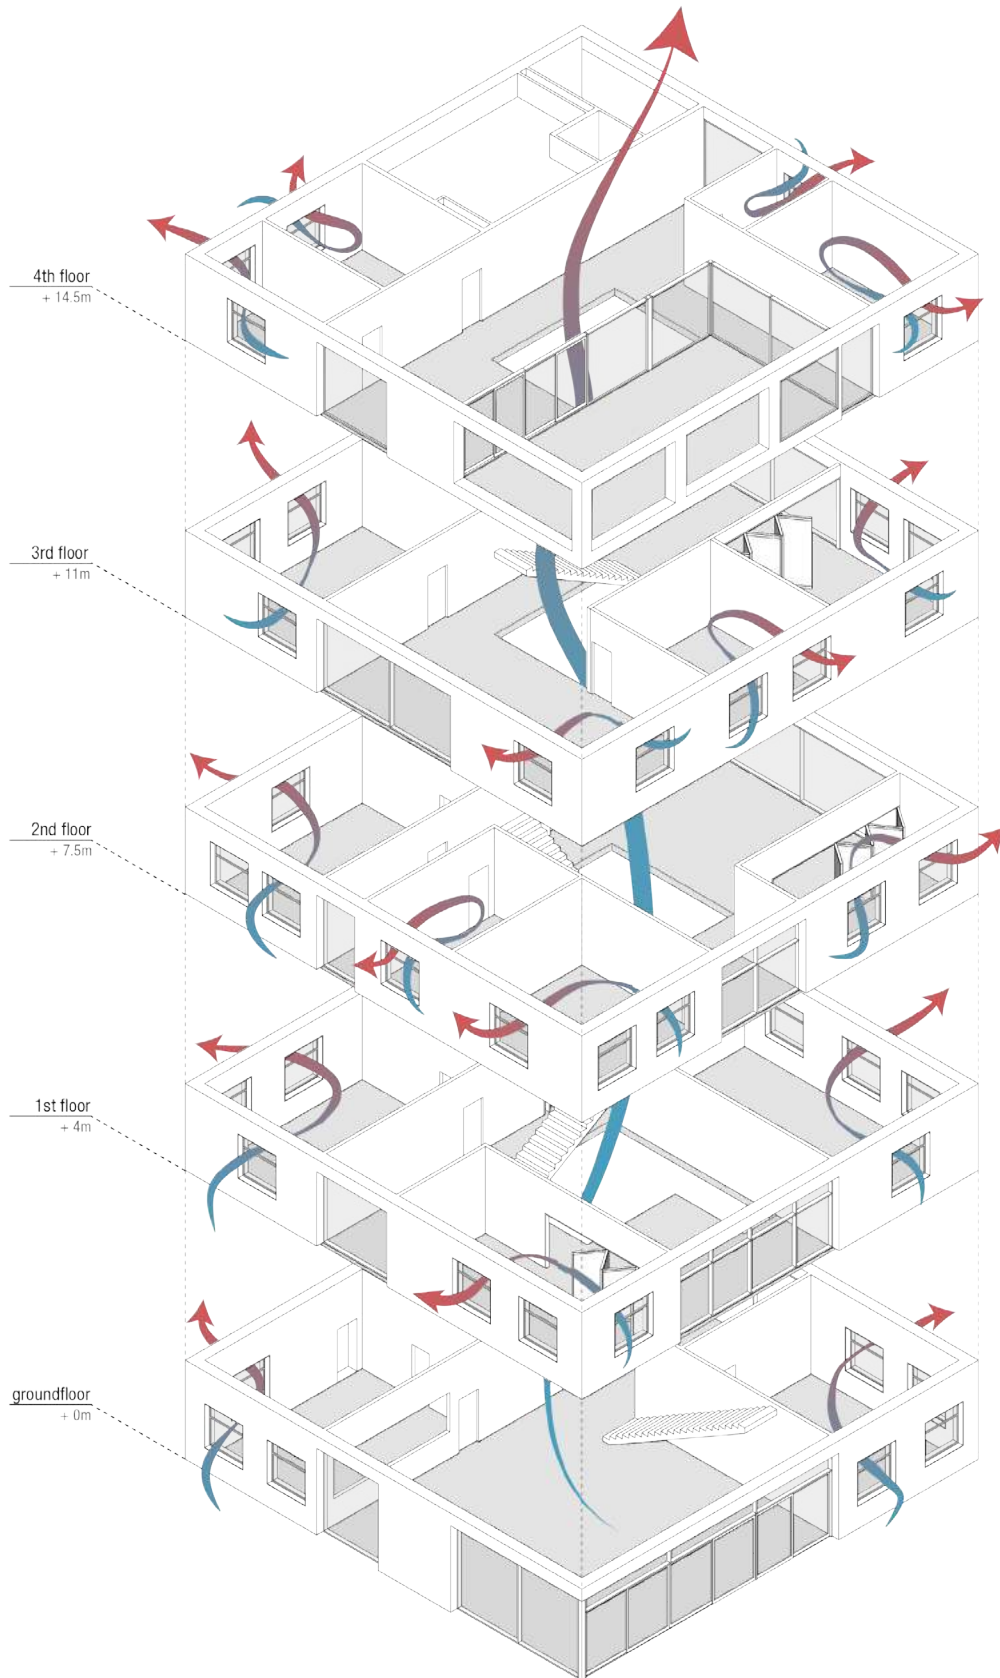 4th floor
+ 14.5m
3rd floor
+ 11m
2nd floor
+ 7.5m
1st floor
+ 4m
groundfloor
+ 0m